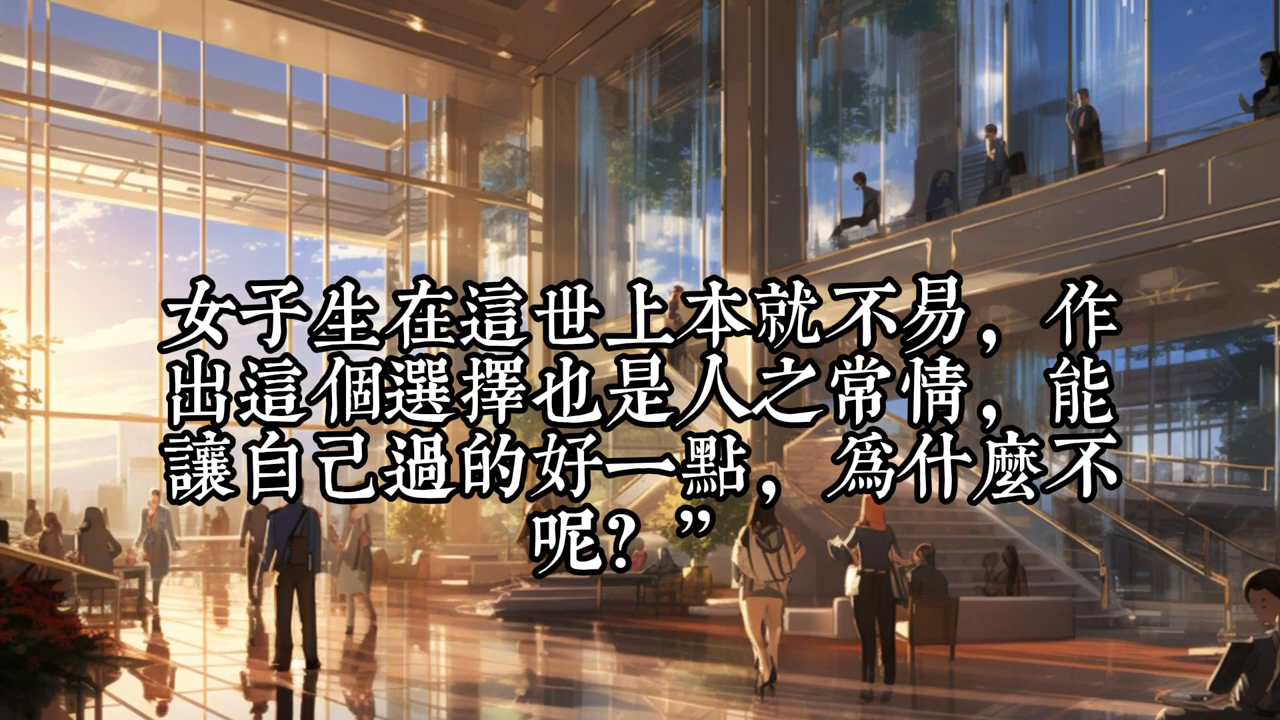 女子生在這世上本就不易，作
出這個選擇也是人之常情，能
讓自己過的好一點，爲什麼不
呢？”